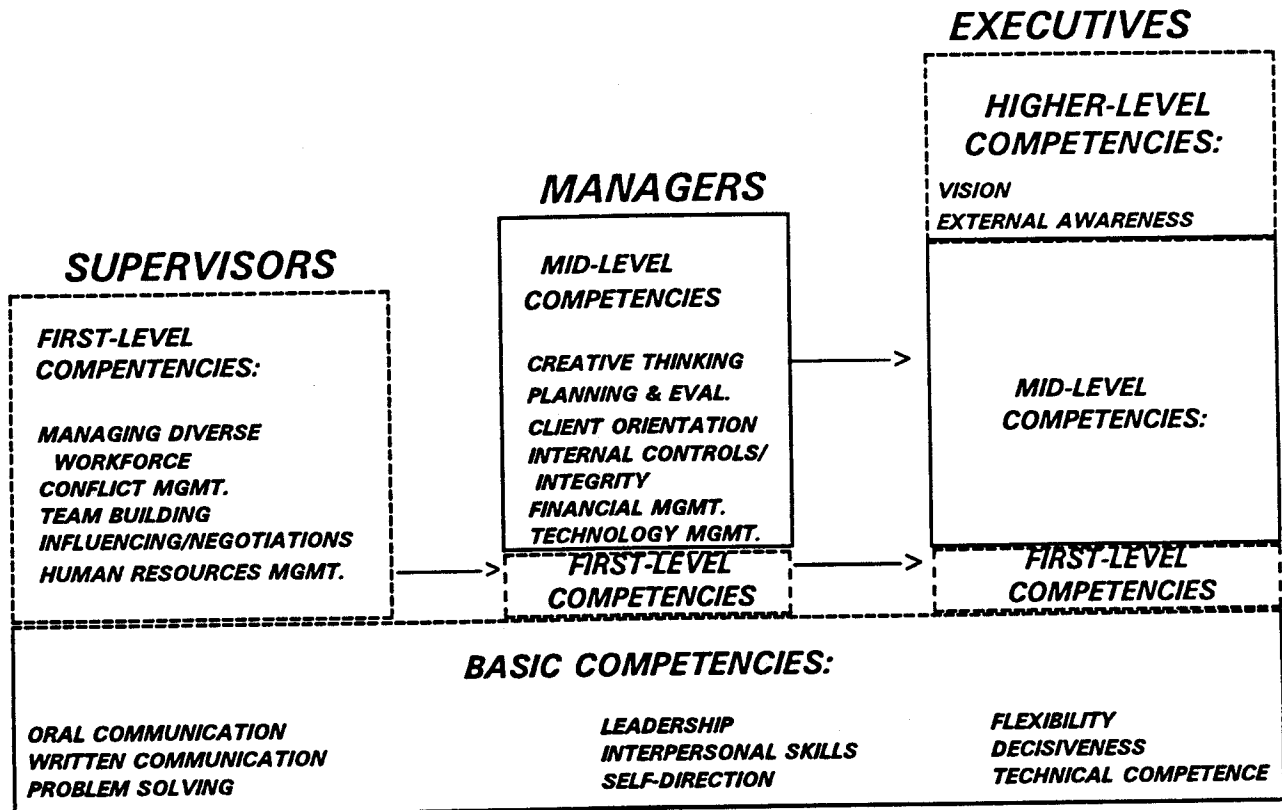 EXECUTIVES
HIGHER-LEVEL
COMPETENCIES:
VISION
EXTERNAL AWARENESS
MID-LEVEL
COMPETENCIES:
FIRST-LEVEL
COMPETENCIES
MANAGERS
MID-LEVEL
COMPETENCIES
CREATIVE THINKING
PLANNING & EVAL.
CLIENT ORIENTATION
INTERNAL CONTROLS/
INTEGRITY
FINANCIAL MGMT.
TECHNOLOGY MGMT.
FIRST-LEVEL
COMPETENCIES
SUPERVISORS
FIRST-LEVEL
COMPENTENCIES:
MANAGING DIVERSE
WORKFORCE
CONFLICT MGMT.
TEAM BUILDING
INFLUENCING/NEGOTIATIONS
HUMAN RESOURCES MGMT.
BASIC COMPETENCIES:
ORAL COMMUNICATION
WRITTEN COMMUNICATION
PROBLEM SOLVING
LEADERSHIP
INTERPERSONAL SKILLS
SELF-DIRECTION
FLEXIBILITY
DECISIVENESS
TECHNICAL COMPETENCE